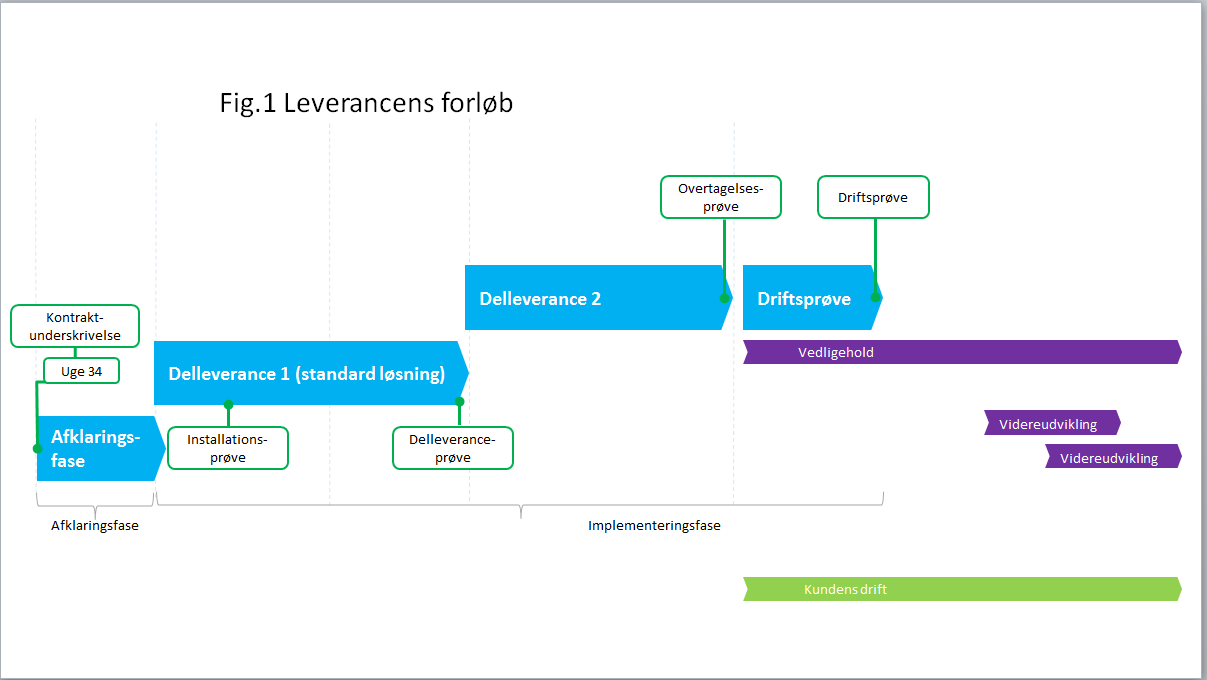 Fig.1 Leverancens forløb
Overtagelses-
prøve
Driftsprøve
Delleverance 2
Driftsprøve
Kontrakt-
underskrivelse
Uge 34
Vedligehold
Delleverance 1 (standard løsning)
Afklarings-
fase
Installations-
prøve
Delleverance-
prøve
Videreudvikling
Videreudvikling
Afklaringsfase
Implementeringsfase
Kundens drift